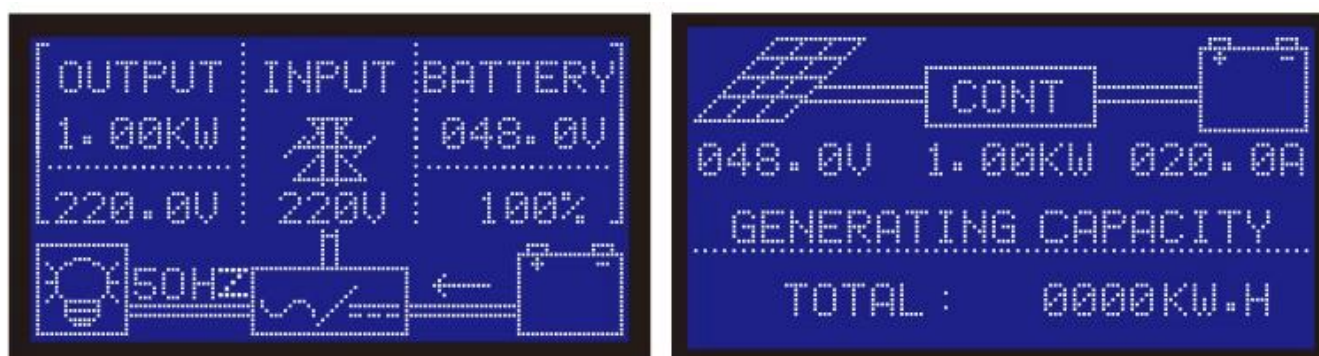 OUTPUT INPUT BATTERY
1.00KW 048.0V
220.0V 220V 100%
50HZ
CONT
048.0V 1.00KW 020.0A
GENERATING CAPACITY
TOTAL: 0000KW.H